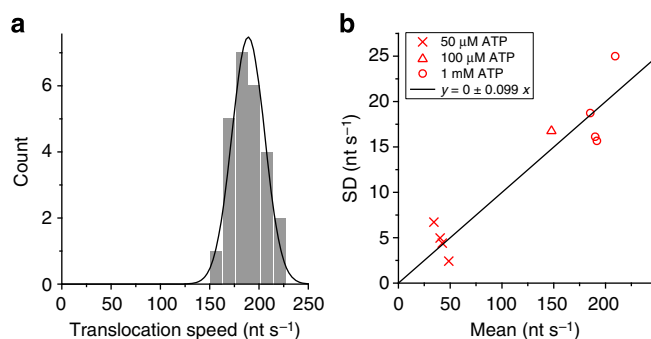 a
Count
6
4
2
0
0 50 100 150 200 250
Translocation speed (nt s⁻¹)
b
SD (nt s⁻¹)
25
20
15
10
5
0
× 50 μM ATP
△ 100 μM ATP
○ 1 mM ATP
y = 0 ± 0.099 x
0 50 100 150 200
Mean (nt s⁻¹)